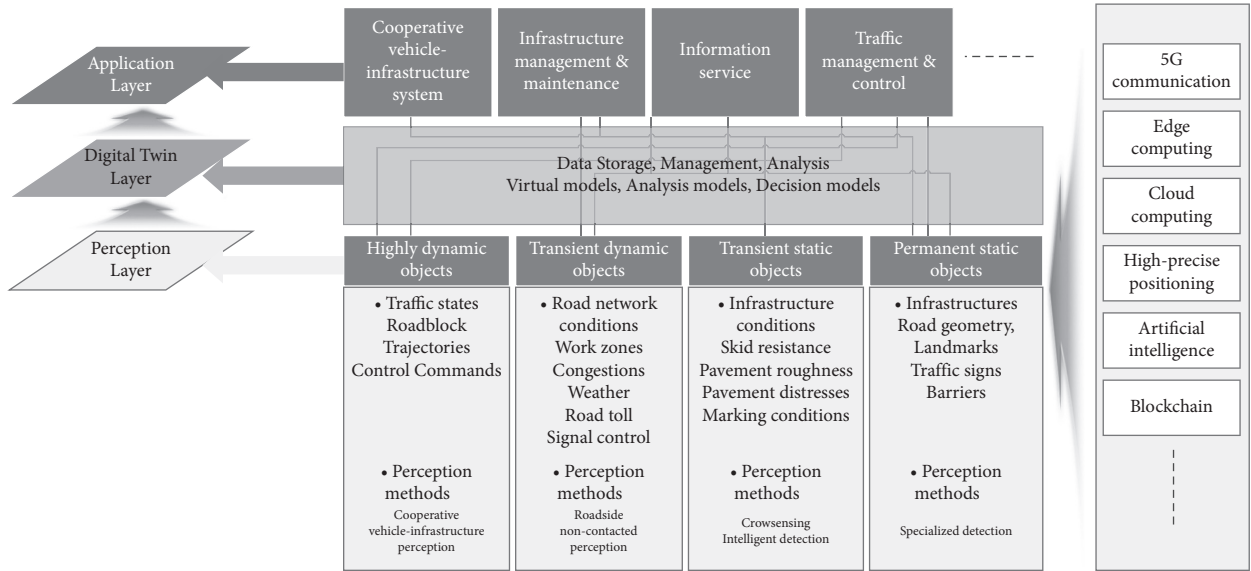 Application
Layer
Digital Twin
Layer
Perception
Layer
Cooperative
vehicle-
infrastructure
system
Infrastructure
management &
maintenance
Information
service
Traffic
management &
control
Data Storage, Management, Analysis
Virtual models, Analysis models, Decision models
Highly dynamic
objects
• Traffic states
Roadblock
Trajectories
Control Commands
• Perception
methods
Cooperative
vehicle-infrastructure
perception
Transient dynamic
objects
• Road network
conditions
Work zones
Congestions
Weather
Road toll
Signal control
• Perception
methods
Roadside
non-contacted
perception
Transient static
objects
• Infrastructure
conditions
Skid resistance
Pavement roughness
Pavement distresses
Marking conditions
• Perception
methods
Crowsensing
Intelligent detection
Permanent static
objects
• Infrastructures
Road geometry,
Landmarks
Traffic signs
Barriers
• Perception
methods
Specialized detection
5G
communication
Edge
computing
Cloud
computing
High-precise
positioning
Artificial
intelligence
Blockchain